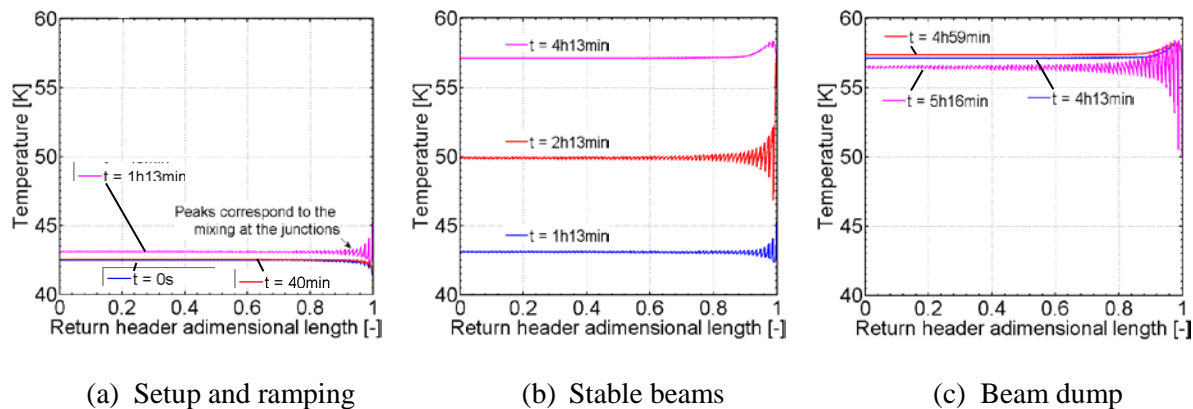 60
55
50
45
40
Temperature [K]
t = 1h13min
Peaks correspond to the
mixing at the junctions
t = 0s
t = 40min
0 0.2 0.4 0.6 0.8 1
Return header adimensional length [-]
(a) Setup and ramping
60
55
50
45
40
Temperature [K]
t = 4h13min
t = 2h13min
t = 1h13min
0 0.2 0.4 0.6 0.8 1
Return header adimensional length [-]
(b) Stable beams
60
55
50
45
40
Temperature [K]
t = 4h59min
t = 5h16min
t = 4h13min
0 0.2 0.4 0.6 0.8 1
Return header adimensional length [-]
(c) Beam dump